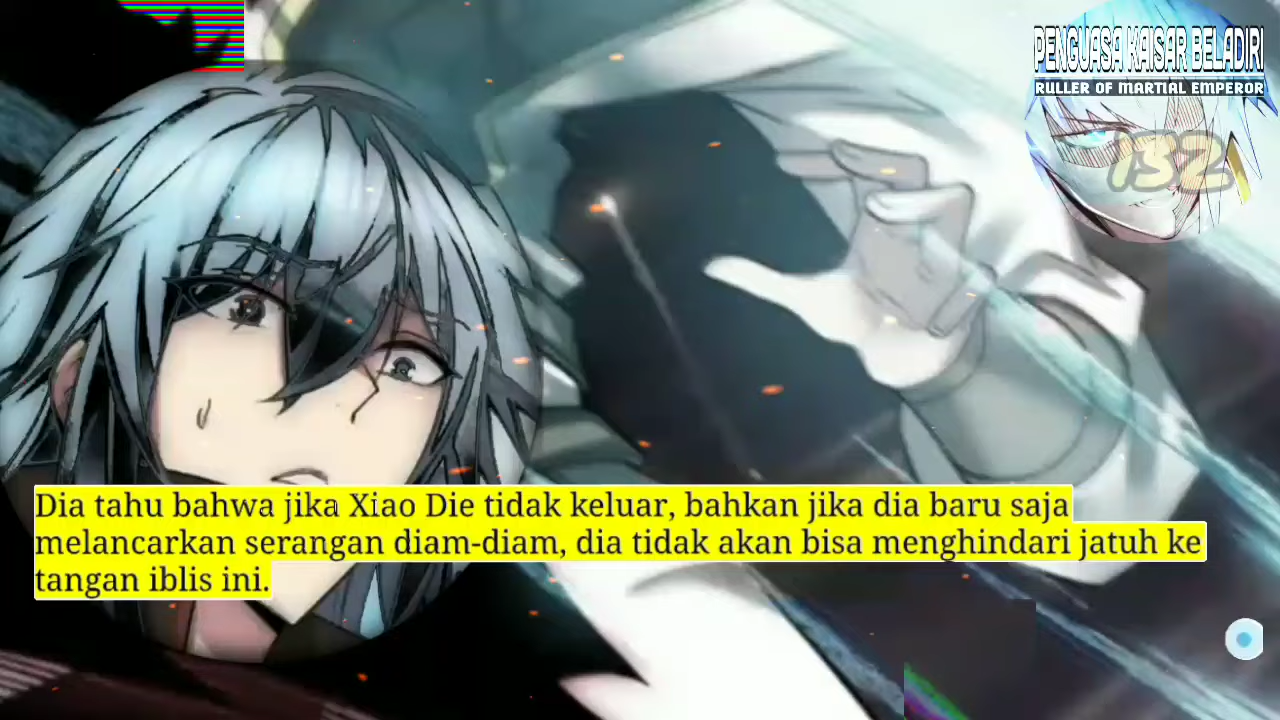 PENGUASA KAISAR BELADIRI
RULLER OF MARTIAL EMPEROR
132
Dia tahu bahwa jika Xiao Die tidak keluar, bahkan jika dia baru saja
melancarkan serangan diam-diam, dia tidak akan bisa menghindari jatuh ke
tangan iblis ini.